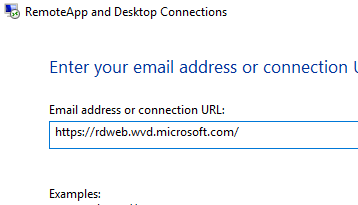 RemoteApp and Desktop Connections
Enter your email address or connection U
Email address or connection URL:
https://rdweb.wvd.microsoft.com/
Examples: